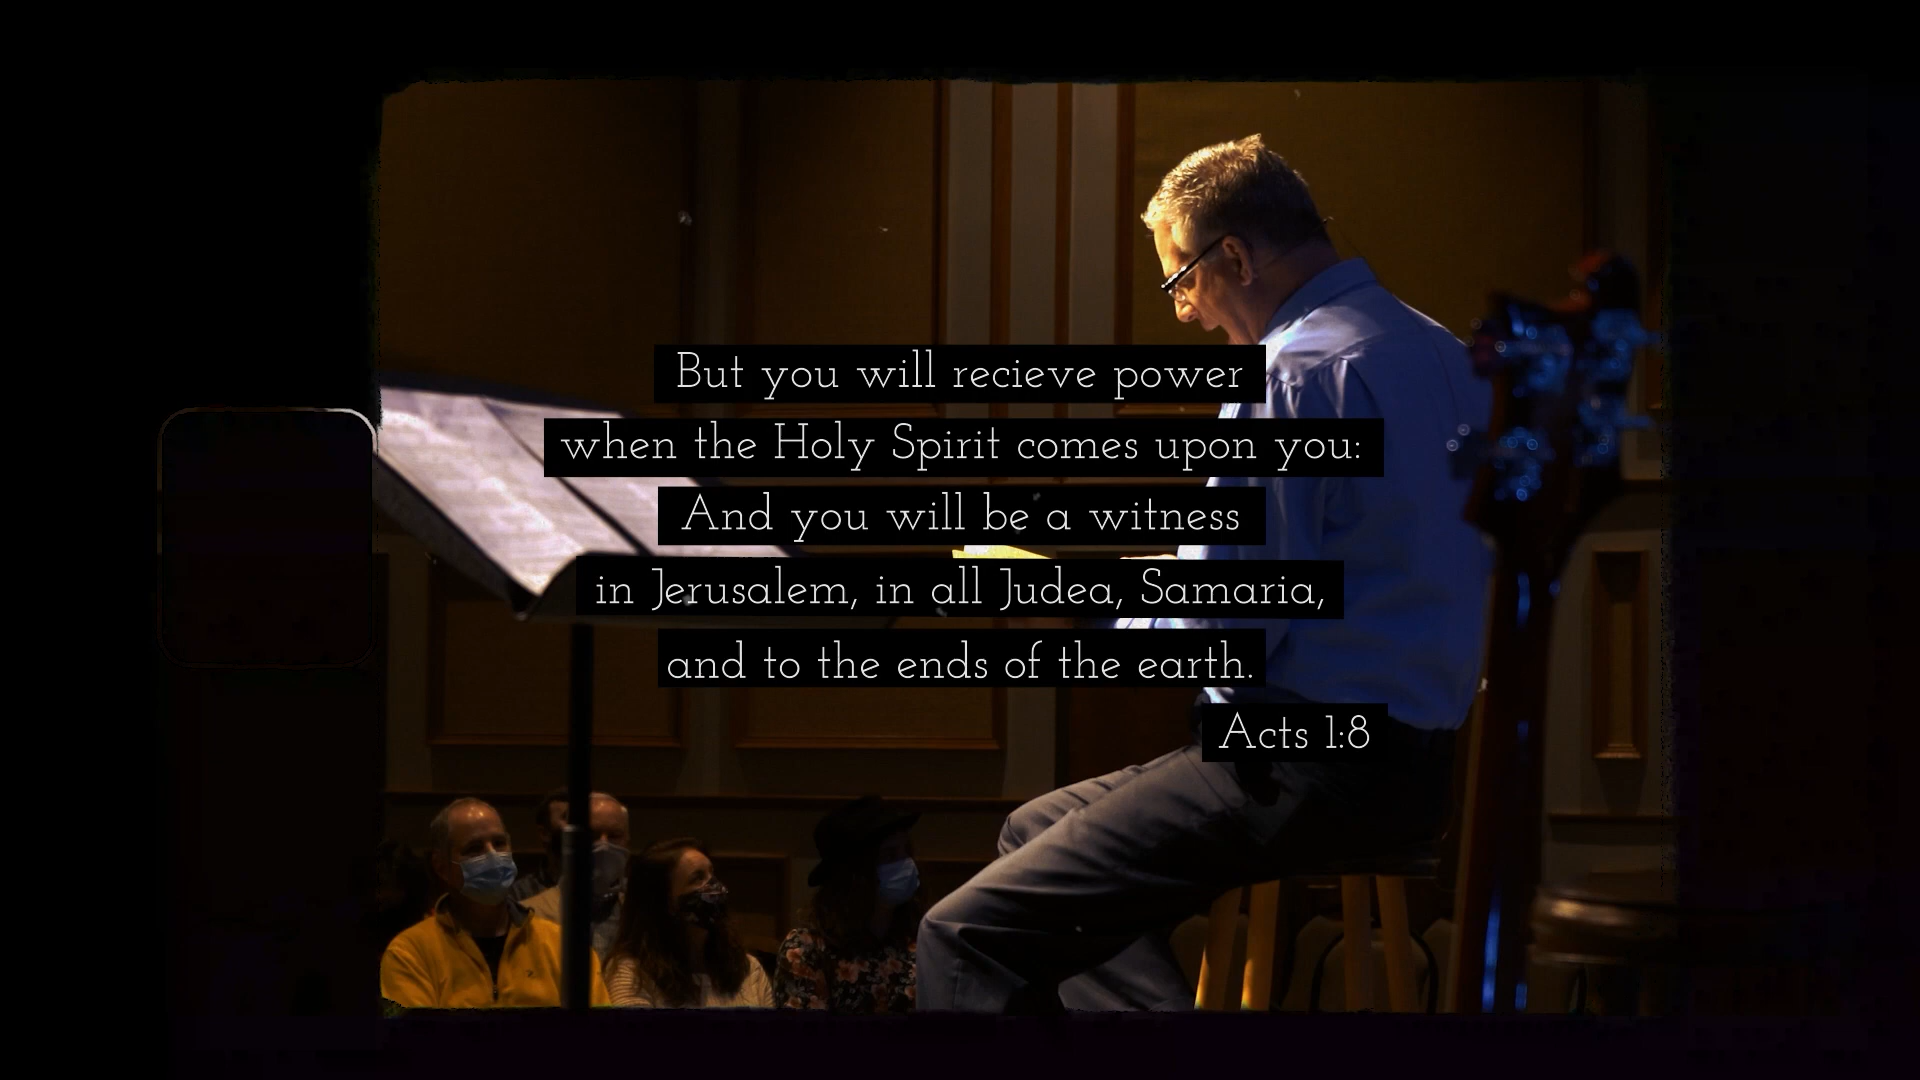 But you will recieve power
when the Holy Spirit comes upon you:
And you will be a witness
in Jerusalem, in all Judea, Samaria,
and to the ends of the earth.
Acts 1:8